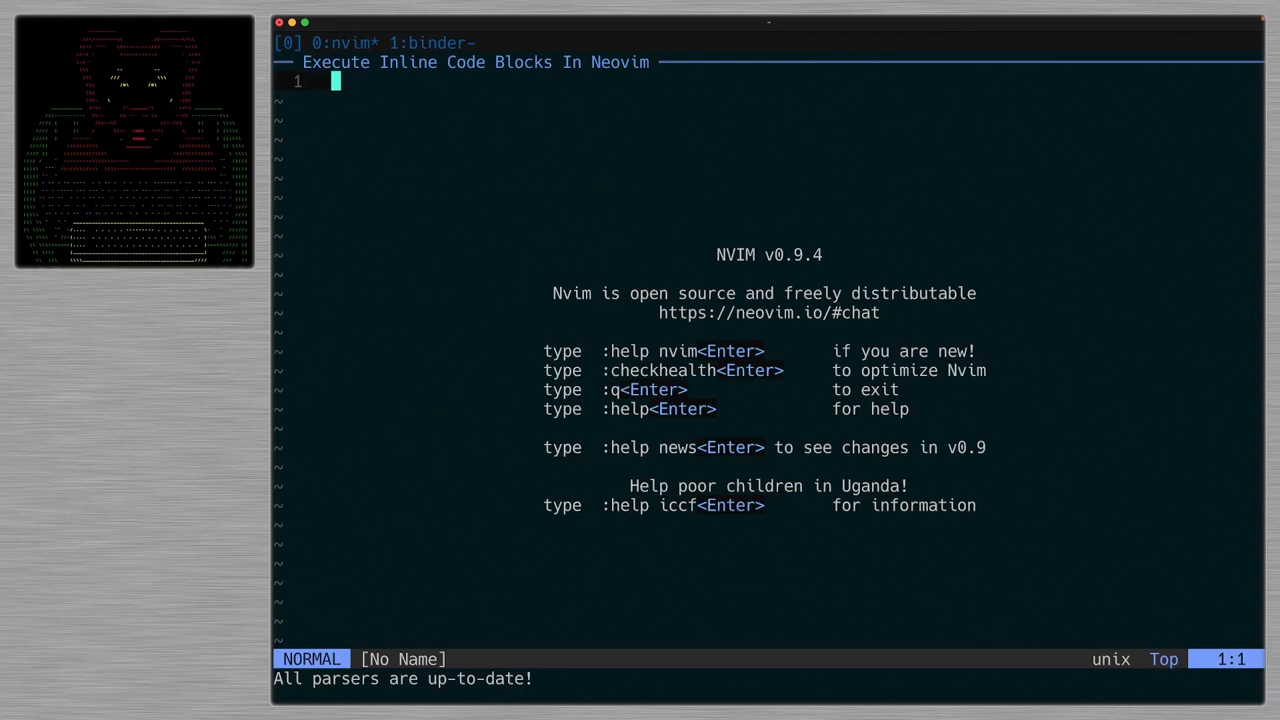 [0] 0:nvim* 1:binder-
Execute Inline Code Blocks In Neovim
1
NVIM v0.9.4
Nvim is open source and freely distributable
https://neovim.io/#chat
type :help nvim<Enter> if you are new!
type :checkhealth<Enter> to optimize Nvim
type :q<Enter> to exit
type :help<Enter> for help
type :help news<Enter> to see changes in v0.9
Help poor children in Uganda!
type :help iccf<Enter> for information
NORMAL [No Name] unix Top 1:1
All parsers are up-to-date!